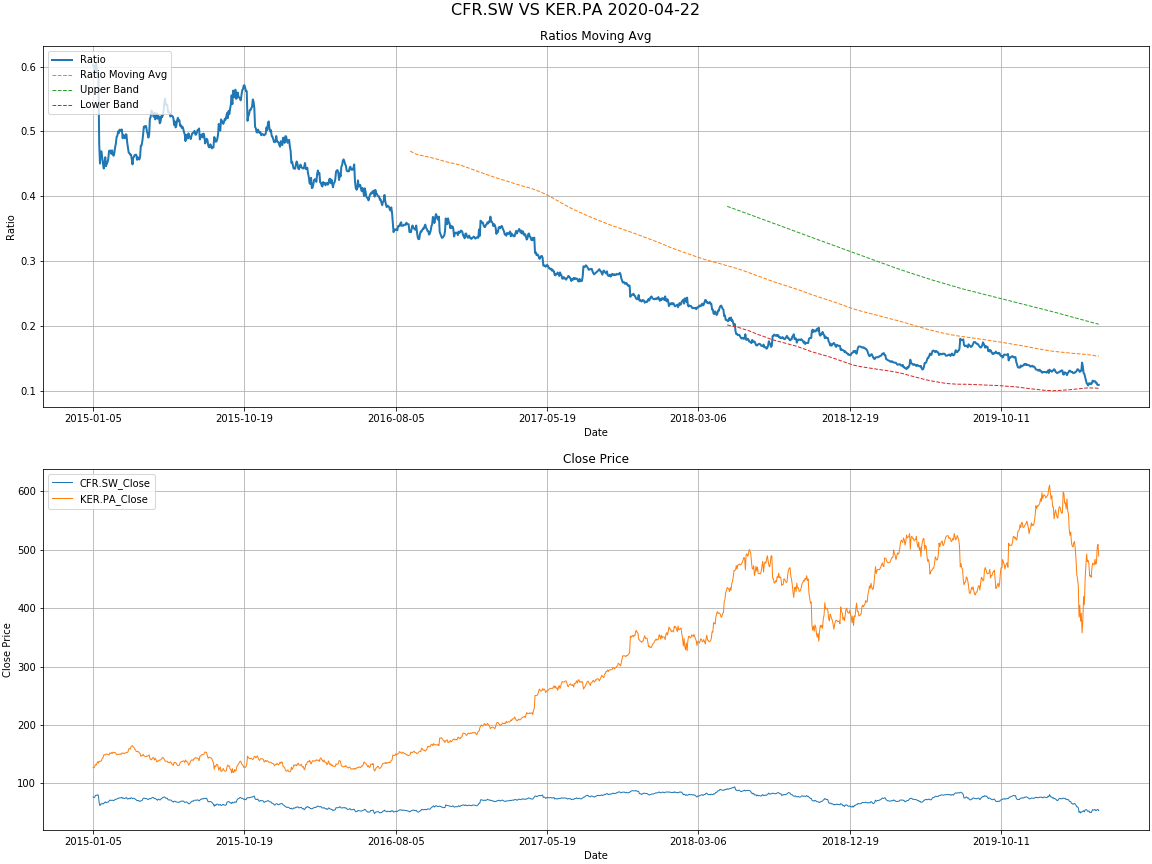 CFR.SW VS KER.PA 2020-04-22
Ratios Moving Avg
Ratio
Ratio Moving Avg
Upper Band
Lower Band
0.6
0.5
0.4
0.3
0.2
0.1
Ratio
2015-01-05 2015-10-19 2016-08-05 2017-05-19 2018-03-06 2018-12-19 2019-10-11
Date
Close Price
CFR.SW_Close
KER.PA_Close
600
500
400
300
200
100
Close Price
2015-01-05 2015-10-19 2016-08-05 2017-05-19 2018-03-06 2018-12-19 2019-10-11
Date